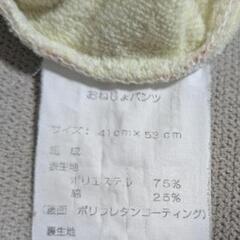 おねしょパンツ
サイズ: 41cm×53cm
組成
表生地
ポリエステル 75%
綿 25%
(裏面 ポリウレタンコーティング)
裏生地